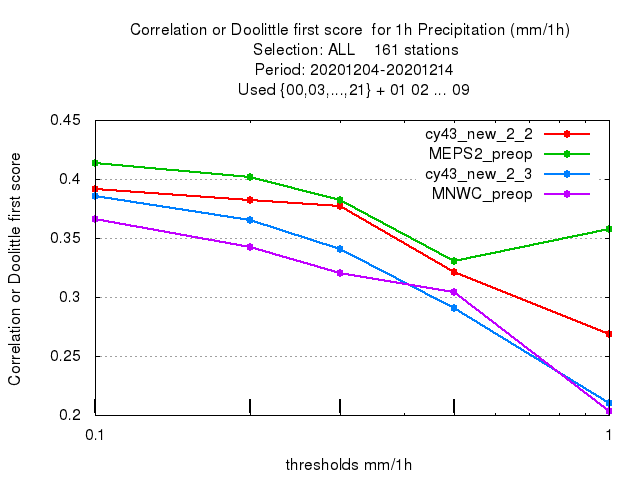 Correlation or Doolittle first score  for 1h Precipitation (mm/1h)
Selection: ALL    161 stations
Period: 20201204-20201214
Used {00,03,...,21} + 01 02 ... 09
cy43_new_2_2
MEPS2_preop
cy43_new_2_3
MNWC_preop
Correlation or Doolittle first score
0.45
0.4
0.35
0.3
0.25
0.2
0.1
1
thresholds mm/1h